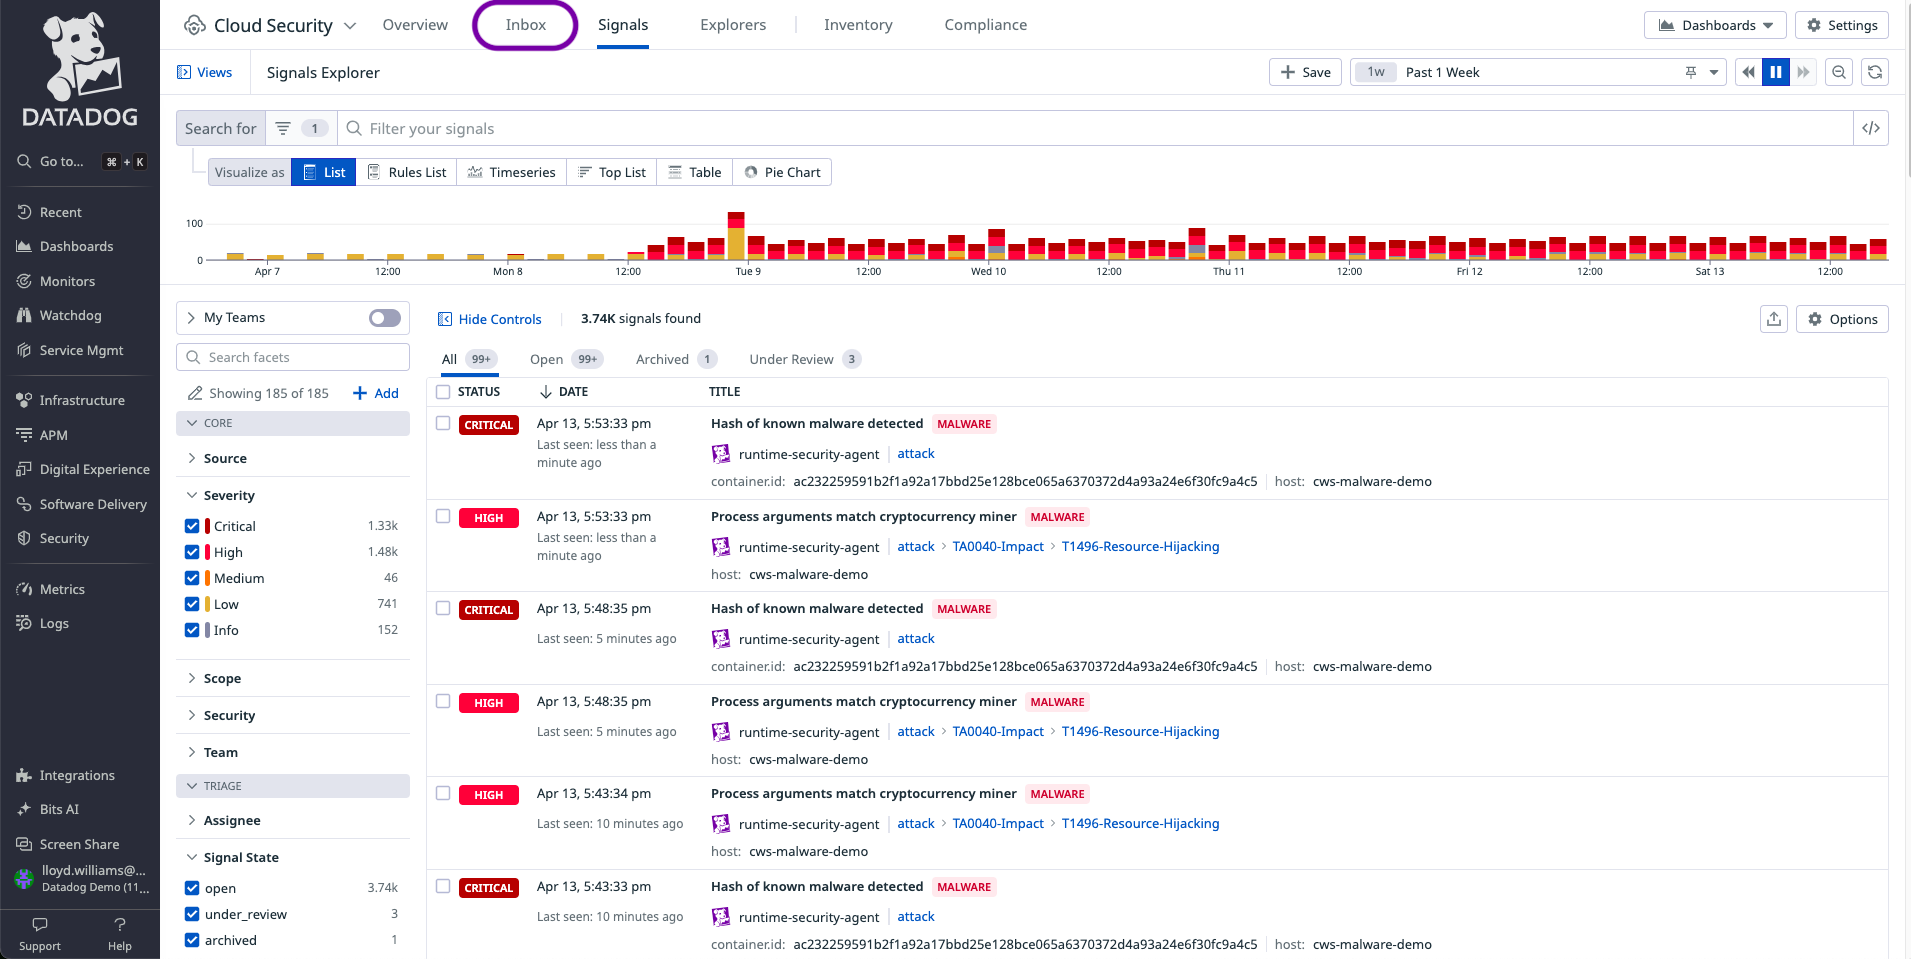 DATADOG
Go to... ⌘ + K
Recent
Dashboards
Monitors
Watchdog
Service Mgmt
Infrastructure
APM
Digital Experience
Software Delivery
Security
Metrics
Logs
Integrations
Bits AI
Screen Share
lloyd.williams@...
Datadog Demo (11...
Support Help
Cloud Security Overview Inbox Signals Explorers Inventory Compliance Dashboards Settings
Views Signals Explorer + Save 1w Past 1 Week
Search for 1 Filter your signals </>
Visualize as List Rules List Timeseries Top List Table Pie Chart
100
0
Apr 7 12:00 Mon 8 12:00 Tue 9 12:00 Wed 10 12:00 Thu 11 12:00 Fri 12 12:00 Sat 13 12:00
My Teams
Search facets
Showing 185 of 185 + Add
CORE
Source
Severity
Critical 1.33k
High 1.48k
Medium 46
Low 741
Info 152
Scope
Security
Team
TRIAGE
Assignee
Signal State
open 3.74k
under_review 3
archived 1
Hide Controls 3.74K signals found Options
All 99+ Open 99+ Archived 1 Under Review 3
STATUS DATE TITLE
CRITICAL Apr 13, 5:53:33 pm Hash of known malware detected MALWARE
Last seen: less than a
minute ago
runtime-security-agent attack
container.id: ac232259591b2f1a92a17bbd25e128bce065a6370372d4a93a24e6f30fc9a4c5 host: cws-malware-demo
HIGH Apr 13, 5:53:33 pm Process arguments match cryptocurrency miner MALWARE
Last seen: less than a
minute ago
runtime-security-agent attack > TA0040-Impact > T1496-Resource-Hijacking
host: cws-malware-demo
CRITICAL Apr 13, 5:48:35 pm Hash of known malware detected MALWARE
Last seen: 5 minutes ago runtime-security-agent attack
container.id: ac232259591b2f1a92a17bbd25e128bce065a6370372d4a93a24e6f30fc9a4c5 host: cws-malware-demo
HIGH Apr 13, 5:48:35 pm Process arguments match cryptocurrency miner MALWARE
Last seen: 5 minutes ago runtime-security-agent attack > TA0040-Impact > T1496-Resource-Hijacking
host: cws-malware-demo
HIGH Apr 13, 5:43:34 pm Process arguments match cryptocurrency miner MALWARE
Last seen: 10 minutes ago runtime-security-agent attack > TA0040-Impact > T1496-Resource-Hijacking
host: cws-malware-demo
CRITICAL Apr 13, 5:43:33 pm Hash of known malware detected MALWARE
Last seen: 10 minutes ago runtime-security-agent attack
container.id: ac232259591b2f1a92a17bbd25e128bce065a6370372d4a93a24e6f30fc9a4c5 host: cws-malware-demo